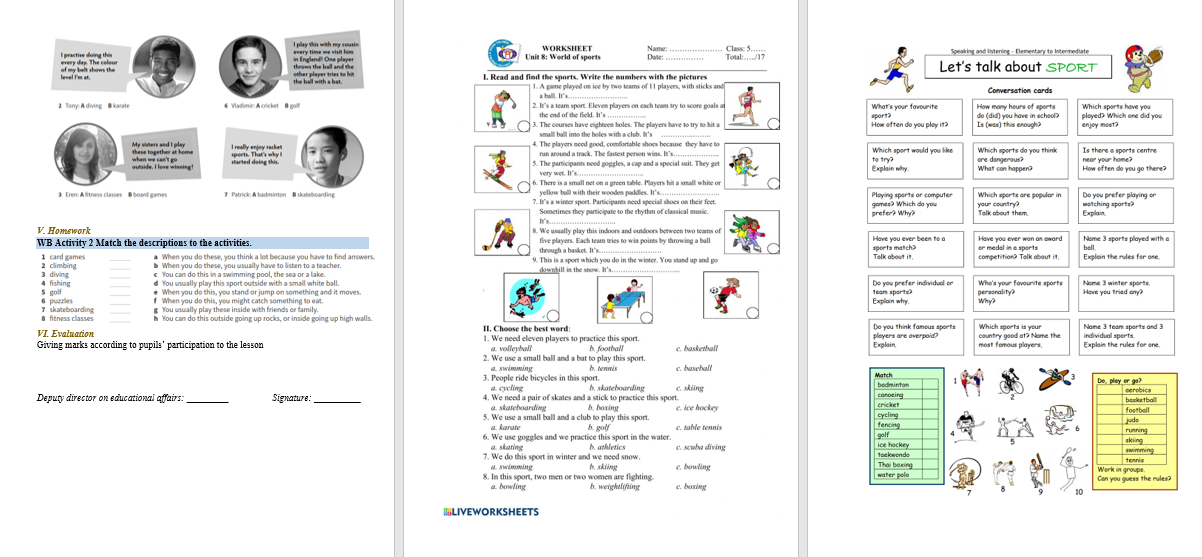 I practise doing this
every day. The colour
of my belt shows the
level I'm at.
I play this with my cousin
every time we visit him
in England! One player
throws the ball and the
other player tries to hit
the ball with a bat.
2 Tony: A diving B karate
6 Vladimir: A cricket B golf
My sisters and I play
these together at home
when we can't go
outside. I love winning!
I really enjoy racket
sports. That's why I
started doing this.
3 Eren: A fitness classes B board games
7 Patrick: A badminton B skateboarding
V. Homework
WB Activity 2 Match the descriptions to the activities.
1 card games
2 climbing
3 diving
4 fishing
5 golf
6 puzzles
7 skateboarding
8 fitness classes
a When you do these, you think a lot because you have to find answers.
b When you do these, you usually have to listen to a teacher.
c You can do this in a swimming pool, the sea or a lake.
d You usually play this sport outside with a small white ball.
e When you do this, you stand or jump on something and it moves.
f When you do this, you might catch something to eat.
g You usually play these inside with friends or family.
h You can do this outside going up rocks, or inside going up high walls.
VI. Evaluation
Giving marks according to pupils' participation to the lesson
Deputy director on educational affairs: ________ Signature: _________
WORKSHEET
Unit 8: World of sports
Name: ………………… Class: 5……
Date: …………… Total:…../17
I. Read and find the sports. Write the numbers with the pictures
1. A game played on ice by two teams of 11 players, with sticks and
a ball. It's…………………………
2. It's a team sport. Eleven players on each team try to score goals at
the end of the field. It's ……………
3. The courses have eighteen holes. The players have to try to hit a
small ball into the holes with a club. It's ………………
4. The players need good, comfortable shoes because they have to
run around a track. The fastest person wins. It's……………….
5. The participants need goggles, a cap and a special suit. They get
very wet. It's……………………….
6. There is a small net on a green table. Players hit a small white or
yellow ball with their wooden paddles. It's…………………
7. It's a winter sport. Participants need special shoes on their feet.
Sometimes they participate to the rhythm of classical music.
It's……………………
8. We usually play this indoors and outdoors between two teams of
five players. Each team tries to win points by throwing a ball
through a basket. It's……………
9. This is a sport which you do in the winter. You stand up and go
downhill in the snow. It's……………………
II. Choose the best word:
1. We need eleven players to practice this sport.
a. volleyball b. football c. basketball
2. We use a small ball and a bat to play this sport.
a. swimming b. tennis c. baseball
3. People ride bicycles in this sport.
a. cycling b. skateboarding c. skiing
4. We need a pair of skates and a stick to practice this sport.
a. skateboarding b. boxing c. ice hockey
5. We use a small ball and a club to play this sport.
a. karate b. golf c. table tennis
6. We use goggles and we practice this sport in the water.
a. skating b. athletics c. scuba diving
7. We do this sport in winter and we need snow.
a. swimming b. skiing c. bowling
8. In this sport, two men or two women are fighting.
a. bowling b. weightlifting c. boxing
LIVEWORKSHEETS
Speaking and listening - Elementary to Intermediate
Let's talk about SPORT
Conversation cards
What's your favourite
sport?
How often do you play it?
How many hours of sports
do (did) you have in school?
Is (was) this enough?
Which sports have you
played? Which one did you
enjoy most?
Which sport would you like
to try?
Explain why.
Which sports do you think
are dangerous?
What can happen?
Is there a sports centre
near your home?
How often do you go there?
Playing sports or computer
games? Which do you
prefer? Why?
Which sports are popular in
your country?
Talk about them.
Do you prefer playing or
watching sports?
Explain.
Have you ever been to a
sports match?
Talk about it.
Have you ever won an award
or medal in a sports
competition? Talk about it.
Name 3 sports played with a
ball.
Explain the rules for one.
Do you prefer individual or
team sports?
Explain why.
Who's your favourite sports
personality?
Why?
Name 3 winter sports.
Have you tried any?
Do you think famous sports
players are overpaid?
Explain.
Which sports is your
country good at? Name the
most famous players.
Name 3 team sports and 3
individual sports.
Explain the rules for one.
Match
badminton
canoeing
cricket
cycling
fencing
golf
ice hockey
taekwondo
Thai boxing
water polo
1
2
3
4
5
6
7
8
9
10
Do, play or go?
aerobics
basketball
football
judo
running
skiing
swimming
tennis
Work in groups.
Can you guess the rules?